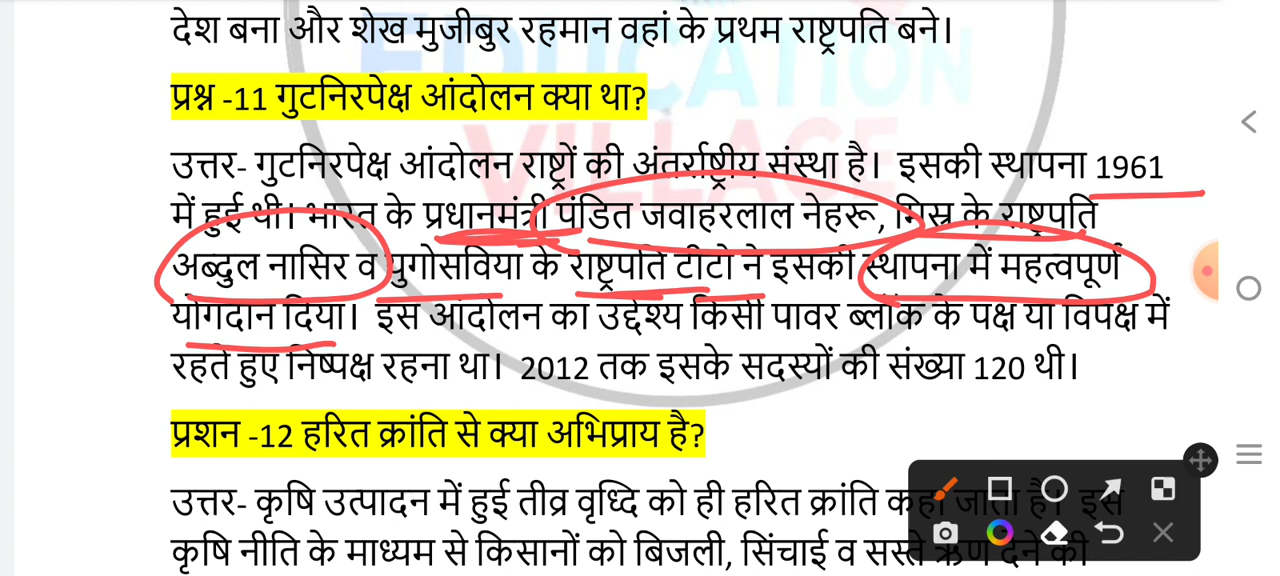 देश बना और शेख मुजीबुर रहमान वहां के प्रथम राष्ट्रपति बने।
प्रश्न -11 गुटनिरपेक्ष आंदोलन क्या था?
उत्तर- गुटनिरपेक्ष आंदोलन राष्ट्रों की अंतर्राष्ट्रीय संस्था है। इसकी स्थापना 1961
में हुई थी। भारत के प्रधानमंत्री पंडित जवाहरलाल नेहरू, मिस्र के राष्ट्रपति
अब्दुल नासिर व युगोसविया के राष्ट्रपति टीटो ने इसकी स्थापना में महत्वपूर्ण
योगदान दिया। इस आंदोलन का उद्देश्य किसी पावर ब्लॉक के पक्ष या विपक्ष में
रहते हुए निष्पक्ष रहना था। 2012 तक इसके सदस्यों की संख्या 120 थी।
प्रशन -12 हरित क्रांति से क्या अभिप्राय है?
उत्तर- कृषि उत्पादन में हुई तीव्र वृध्दि को ही हरित क्रांति कहा जाता है। इस
कृषि नीति के माध्यम से किसानों को बिजली, सिंचाई व सस्ते ऋण देने की
EDUCATION
VILLAGE